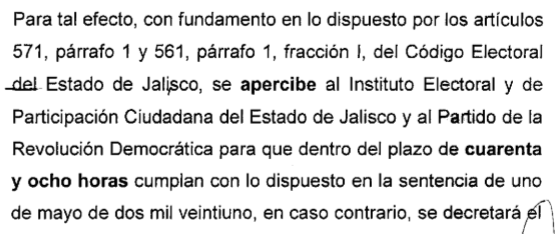 Para tal efecto, con fundamento en lo dispuesto por los artículos
571, párrafo 1 y 561, párrafo 1, fracción I, del Código Electoral
del Estado de Jalisco, se apercibe al Instituto Electoral y de
Participación Ciudadana del Estado de Jalisco y al Partido de la
Revolución Democrática para que dentro del plazo de cuarenta
y ocho horas cumplan con lo dispuesto en la sentencia de uno
de mayo de dos mil veintiuno, en caso contrario, se decretará el